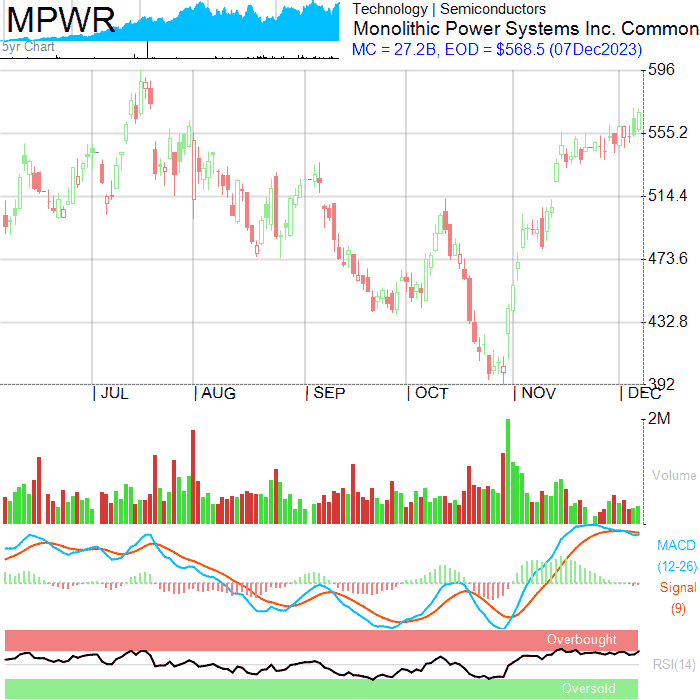 MPWR
5yr Chart
Technology | Semiconductors
Monolithic Power Systems Inc. Common
MC = 27.2B, EOD = $568.5 (07Dec2023)
596
555.2
514.4
473.6
432.8
392
JUL
AUG
SEP
OCT
NOV
DEC
2M
Volume
MACD
(12-26)
Signal
(9)
Overbought
RSI(14)
Oversold